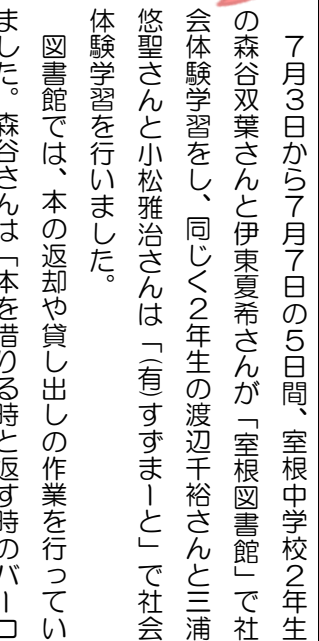 ７月３日から７月７日の５日間、室根中学校２年生
の森谷双葉さんと伊東夏希さんが「室根図書館」で社
会体験学習をし、同じく２年生の渡辺千裕さんと三浦
悠聖さんと小松雅治さんは「㈲すずまーと」で社会
体験学習を行いました。
図書館では、本の返却や貸し出しの作業を行ってい
ました。森谷さんは「本を借りる時と返す時のバーコ